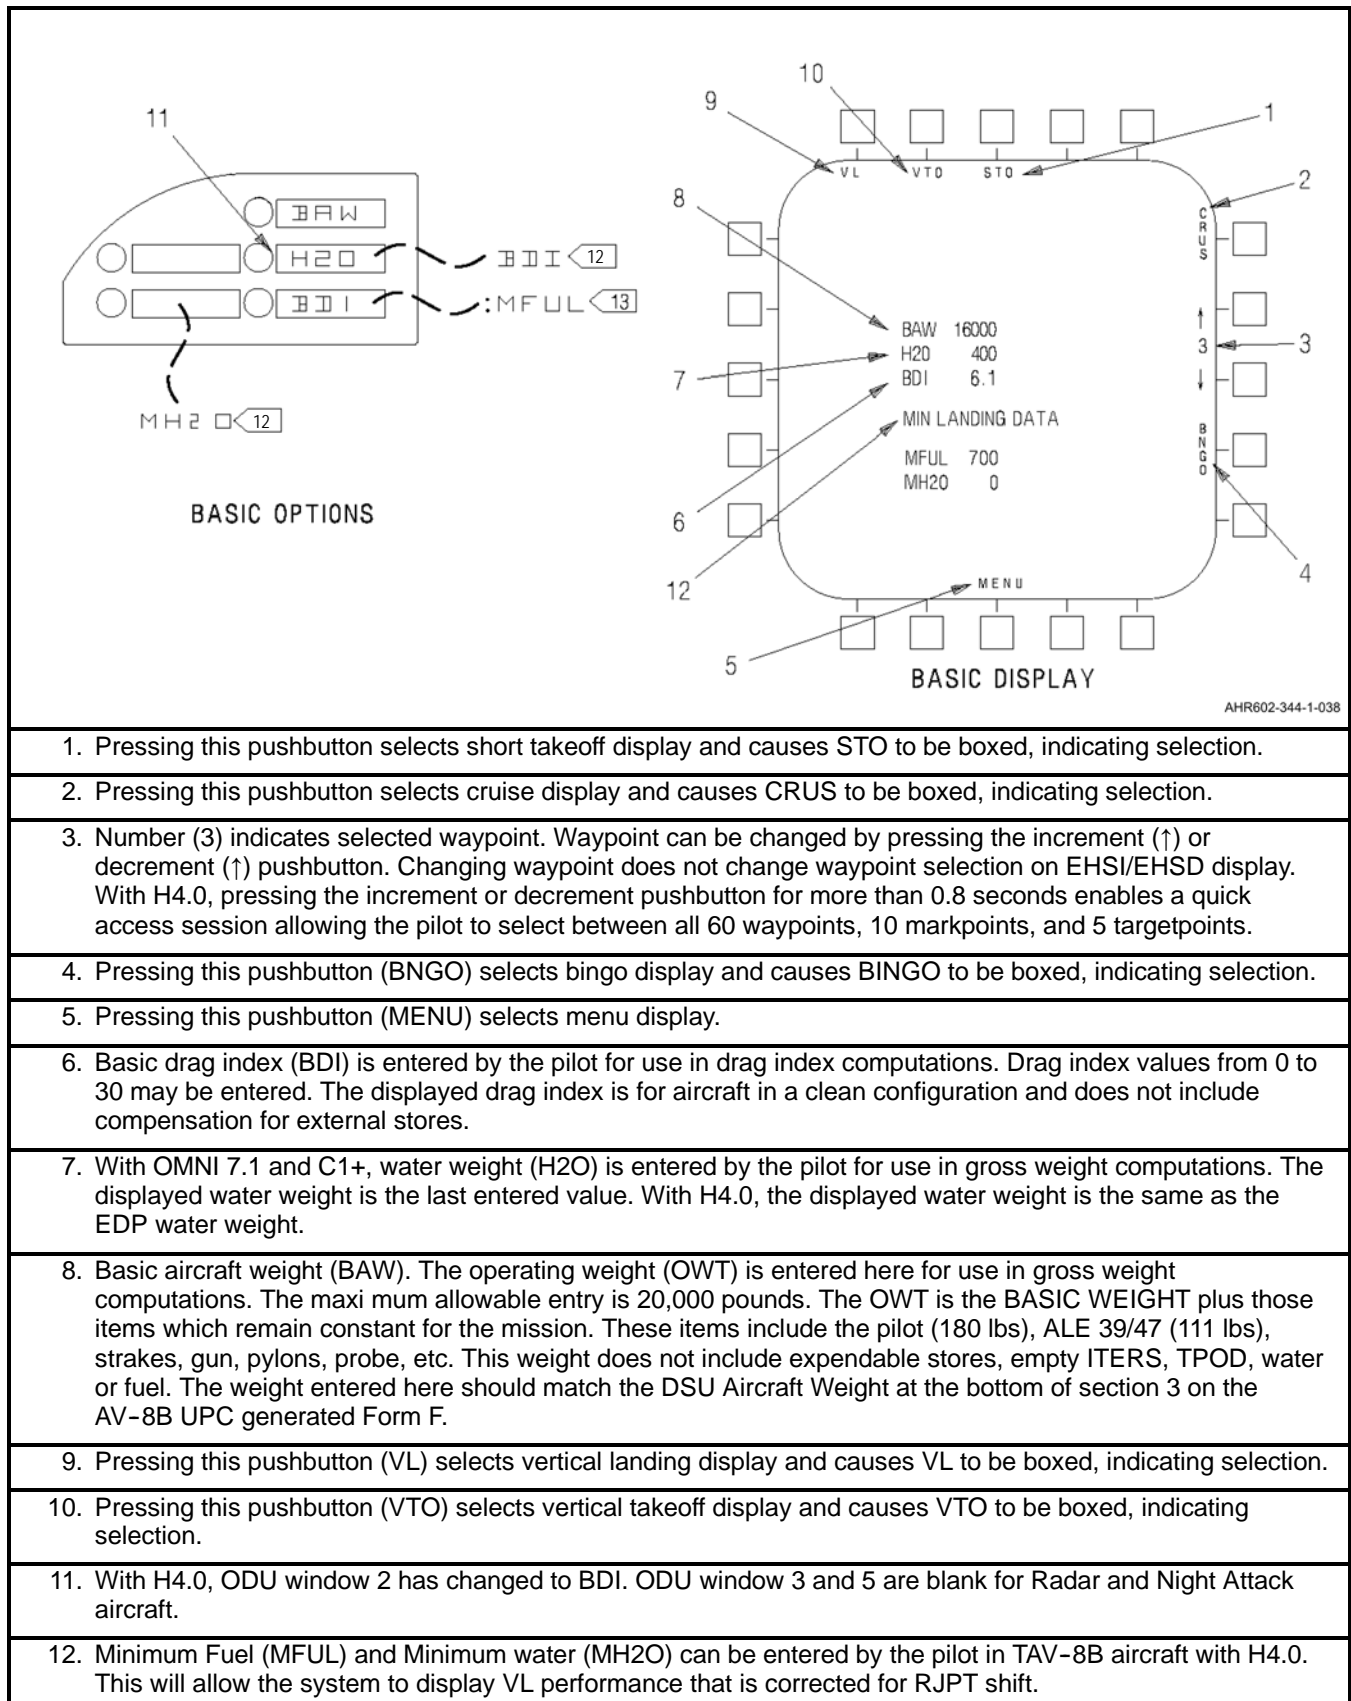 11
BAW
H2O
BDI
12
BDI
:MFUL
13
MH2O
12
BASIC OPTIONS
10
9
1
VL
VTO
STO
2
8
CRUS
↑
3
↓
3
BAW 16000
H20 400
BDI 6.1
7
MIN LANDING DATA
BNGO
MFUL 700
MH20 0
6
12
4
MENU
5
BASIC DISPLAY
AHR602-344-1-038
1. Pressing this pushbutton selects short takeoff display and causes STO to be boxed, indicating selection.
2. Pressing this pushbutton selects cruise display and causes CRUS to be boxed, indicating selection.
3. Number (3) indicates selected waypoint. Waypoint can be changed by pressing the increment (↑) or
decrement (↑) pushbutton. Changing waypoint does not change waypoint selection on EHSI/EHSD display.
With H4.0, pressing the increment or decrement pushbutton for more than 0.8 seconds enables a quick
access session allowing the pilot to select between all 60 waypoints, 10 markpoints, and 5 targetpoints.
4. Pressing this pushbutton (BNGO) selects bingo display and causes BINGO to be boxed, indicating selection.
5. Pressing this pushbutton (MENU) selects menu display.
6. Basic drag index (BDI) is entered by the pilot for use in drag index computations. Drag index values from 0 to
30 may be entered. The displayed drag index is for aircraft in a clean configuration and does not include
compensation for external stores.
7. With OMNI 7.1 and C1+, water weight (H2O) is entered by the pilot for use in gross weight computations. The
displayed water weight is the last entered value. With H4.0, the displayed water weight is the same as the
EDP water weight.
8. Basic aircraft weight (BAW). The operating weight (OWT) is entered here for use in gross weight
computations. The maxi mum allowable entry is 20,000 pounds. The OWT is the BASIC WEIGHT plus those
items which remain constant for the mission. These items include the pilot (180 lbs), ALE 39/47 (111 lbs),
strakes, gun, pylons, probe, etc. This weight does not include expendable stores, empty ITERS, TPOD, water
or fuel. The weight entered here should match the DSU Aircraft Weight at the bottom of section 3 on the
AV-8B UPC generated Form F.
9. Pressing this pushbutton (VL) selects vertical landing display and causes VL to be boxed, indicating selection.
10. Pressing this pushbutton (VTO) selects vertical takeoff display and causes VTO to be boxed, indicating
selection.
11. With H4.0, ODU window 2 has changed to BDI. ODU window 3 and 5 are blank for Radar and Night Attack
aircraft.
12. Minimum Fuel (MFUL) and Minimum water (MH2O) can be entered by the pilot in TAV-8B aircraft with H4.0.
This will allow the system to display VL performance that is corrected for RJPT shift.